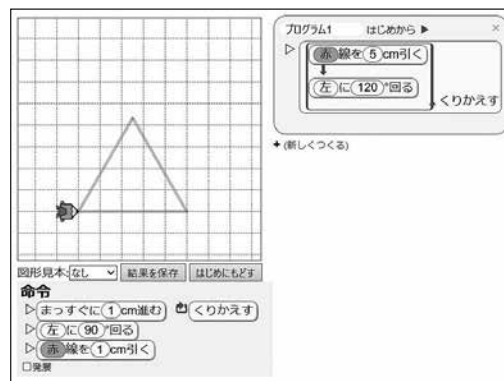 プログラム1 はじめから ▶ ×
赤 線を 5 cm引く
左 に 120 °回る
くりかえす
+ (新しくつくる)
図形見本: なし 結果を保存 はじめにもどす
命令
まっすぐに 1 cm進む くりかえす
左 に 90 °回る
赤 線を 1 cm引く
□発展